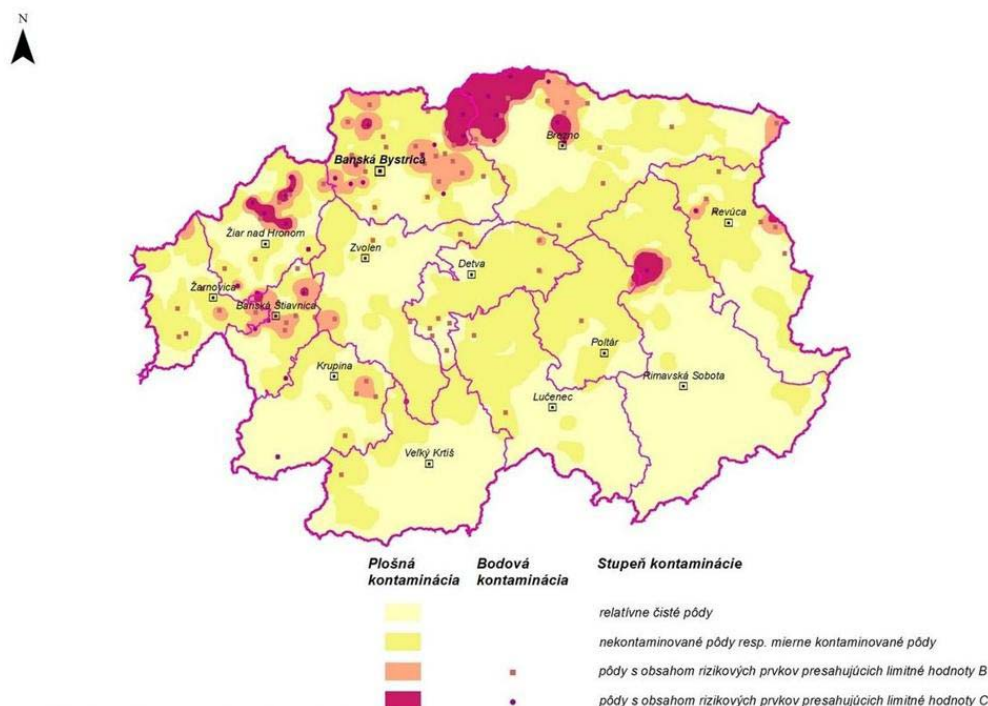 N
Brezno
Banská Bystrica
Revúca
Žiar nad Hronom
Zvolen
Detva
Žarnovica
Banská Štiavnica
Poltár
Krupina
Rimavská Sobota
Lučenec
Veľký Krtíš
Plošná kontaminácia
Bodová kontaminácia
Stupeň kontaminácie
relatívne čisté pôdy
nekontaminované pôdy resp. mierne kontaminované pôdy
pôdy s obsahom rizikových prvkov presahujúcich limitné hodnoty B
pôdy s obsahom rizikových prvkov presahujúcich limitné hodnoty C